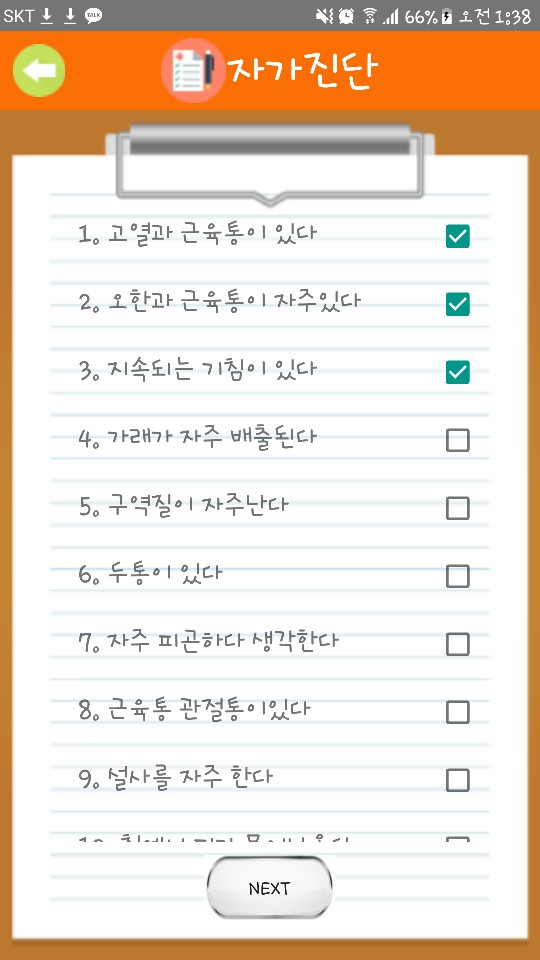 SKT TALK 66% 오전 1:38
자가진단
1. 고열과 근육통이 있다
2. 오한과 근육통이 자주있다
3. 지속되는 기침이 있다
4. 가래가 자주 배출된다
5. 구역질이 자주난다
6. 두통이 있다
7. 자주 피곤하다 생각한다
8. 근육통 관절통이있다
9. 설사를 자주 한다
NEXT